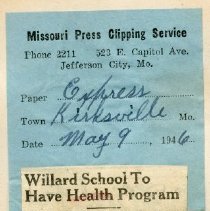 Missouri Press Clipping Service
Phone 2211 523 E. Capitol Ave.
Jefferson City, Mo.
Paper Express
Town Kirksville Mo.
Date May 9 1946
Willard School To
Have Health Program